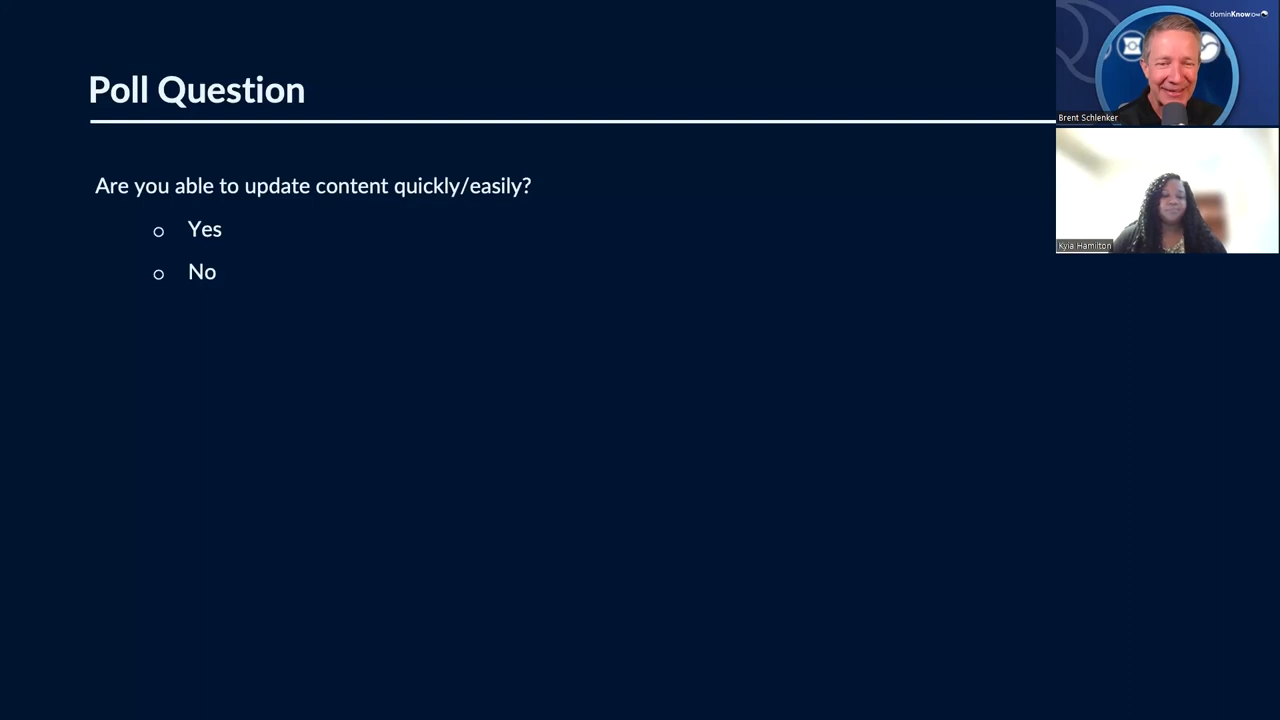 Poll Question
Are you able to update content quickly/easily?
Yes
No
dominKnow
Brent Schlenker
Kyia Hamilton